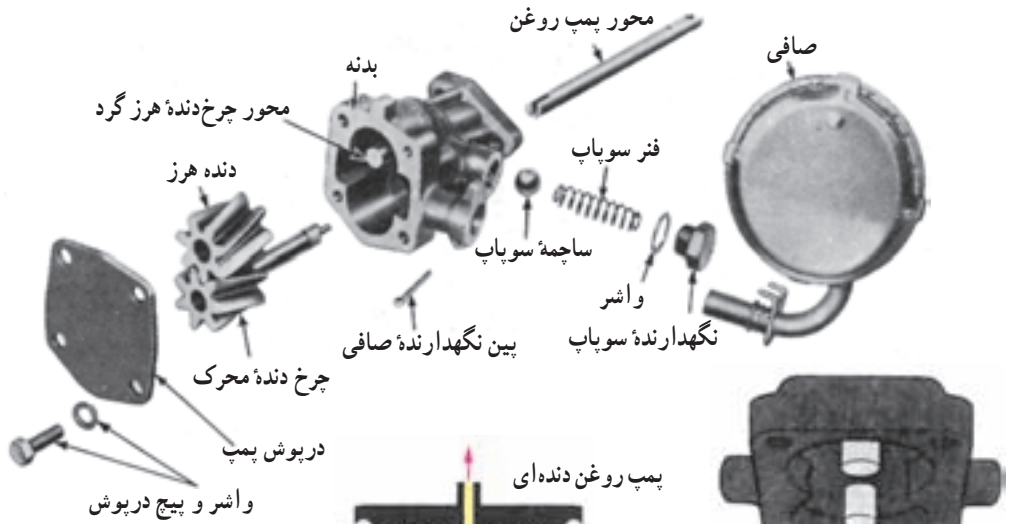 محور پمپ روغن
صافی
بدنه
محور چرخ‌دندهٔ هرز گرد
فنر سوپاپ
دنده هرز
ساچمهٔ سوپاپ
واشر
نگهدارندهٔ سوپاپ
پین نگهدارندهٔ صافی
چرخ دندهٔ محرک
درپوش پمپ
واشر و پیچ درپوش
پمپ روغن دنده‌ای